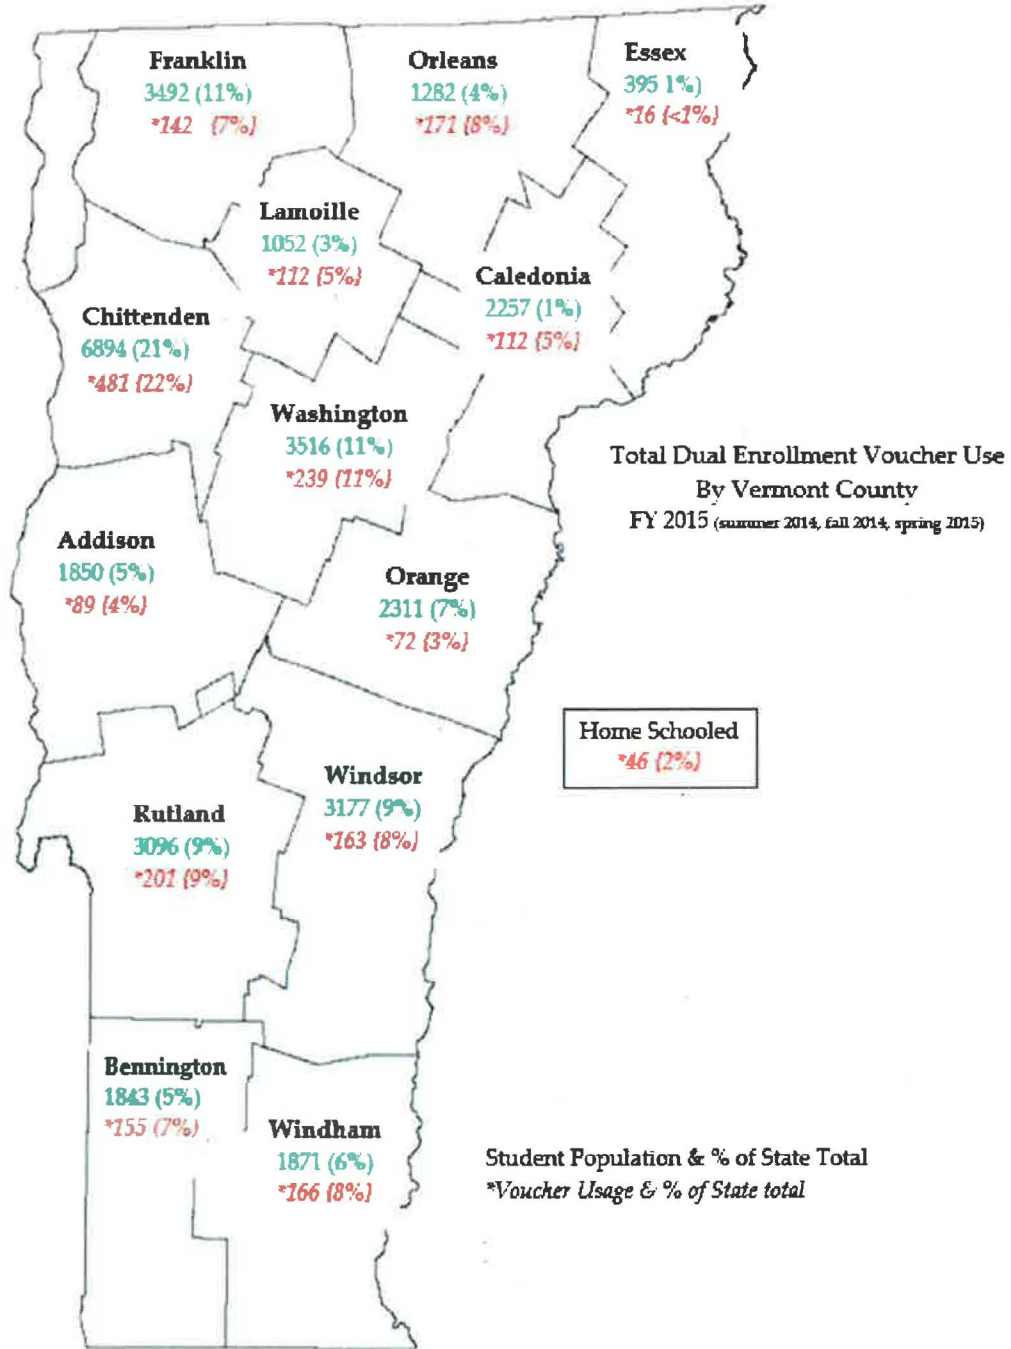 Franklin
3492 (11%)
*142 (7%)
Orleans
1282 (4%)
*171 (8%)
Essex
395 1%)
*16 (<1%)
Lamoille
1052 (3%)
*112 (5%)
Caledonia
2257 (1%)
*112 (5%)
Chittenden
6894 (21%)
*481 (22%)
Washington
3516 (11%)
*239 (11%)
Total Dual Enrollment Voucher Use
By Vermont County
FY 2015 (summer 2014, fall 2014, spring 2015)
Addison
1850 (5%)
*89 (4%)
Orange
2311 (7%)
*72 (3%)
Home Schooled
*46 (2%)
Windsor
3177 (9%)
*163 (8%)
Rutland
3096 (9%)
*201 (9%)
Bennington
1843 (5%)
*155 (7%)
Windham
1871 (6%)
*166 (8%)
Student Population & % of State Total
*Voucher Usage & % of State total